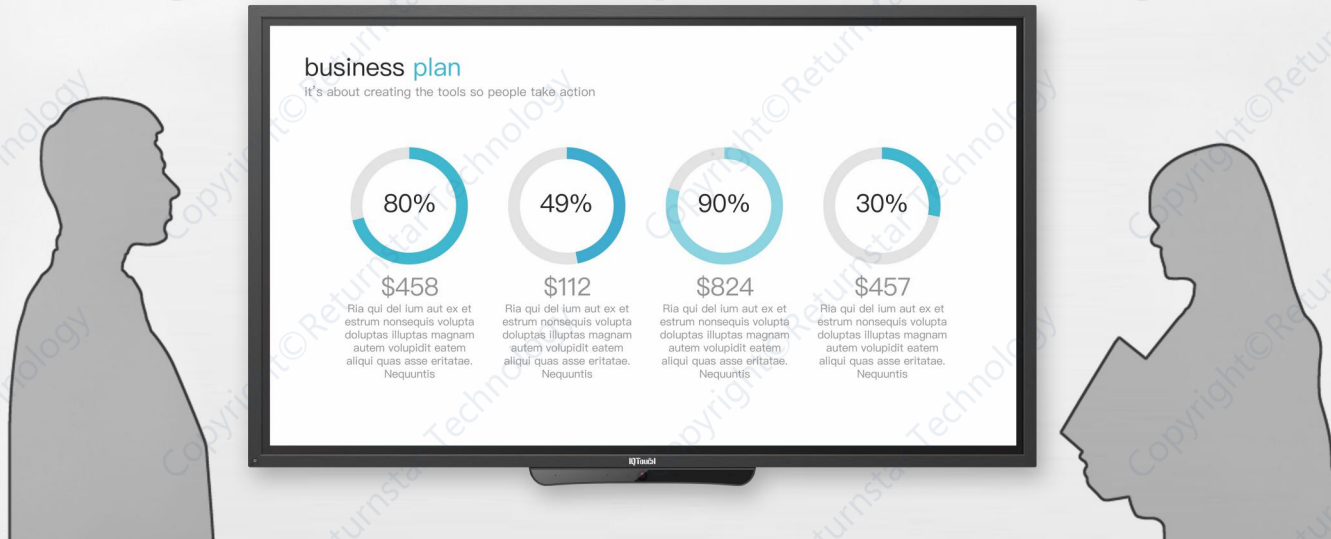 business plan
it's about creating the tools so people take action
80%
49%
90%
30%
$458
$112
$824
$457
Ria qui del ium aut ex et
estrum nonsequis volupta
doluptas illuptas magnam
autem volupidit eatem
aliqui quas asse eritatae.
Nequuntis
Ria qui del ium aut ex et
estrum nonsequis volupta
doluptas illuptas magnam
autem volupidit eatem
aliqui quas asse eritatae.
Nequuntis
Ria qui del ium aut ex et
estrum nonsequis volupta
doluptas illuptas magnam
autem volupidit eatem
aliqui quas asse eritatae.
Nequuntis
Ria qui del ium aut ex et
estrum nonsequis volupta
doluptas illuptas magnam
autem volupidit eatem
aliqui quas asse eritatae.
Nequuntis
IQTouch
Copyright©Returnstar Technology